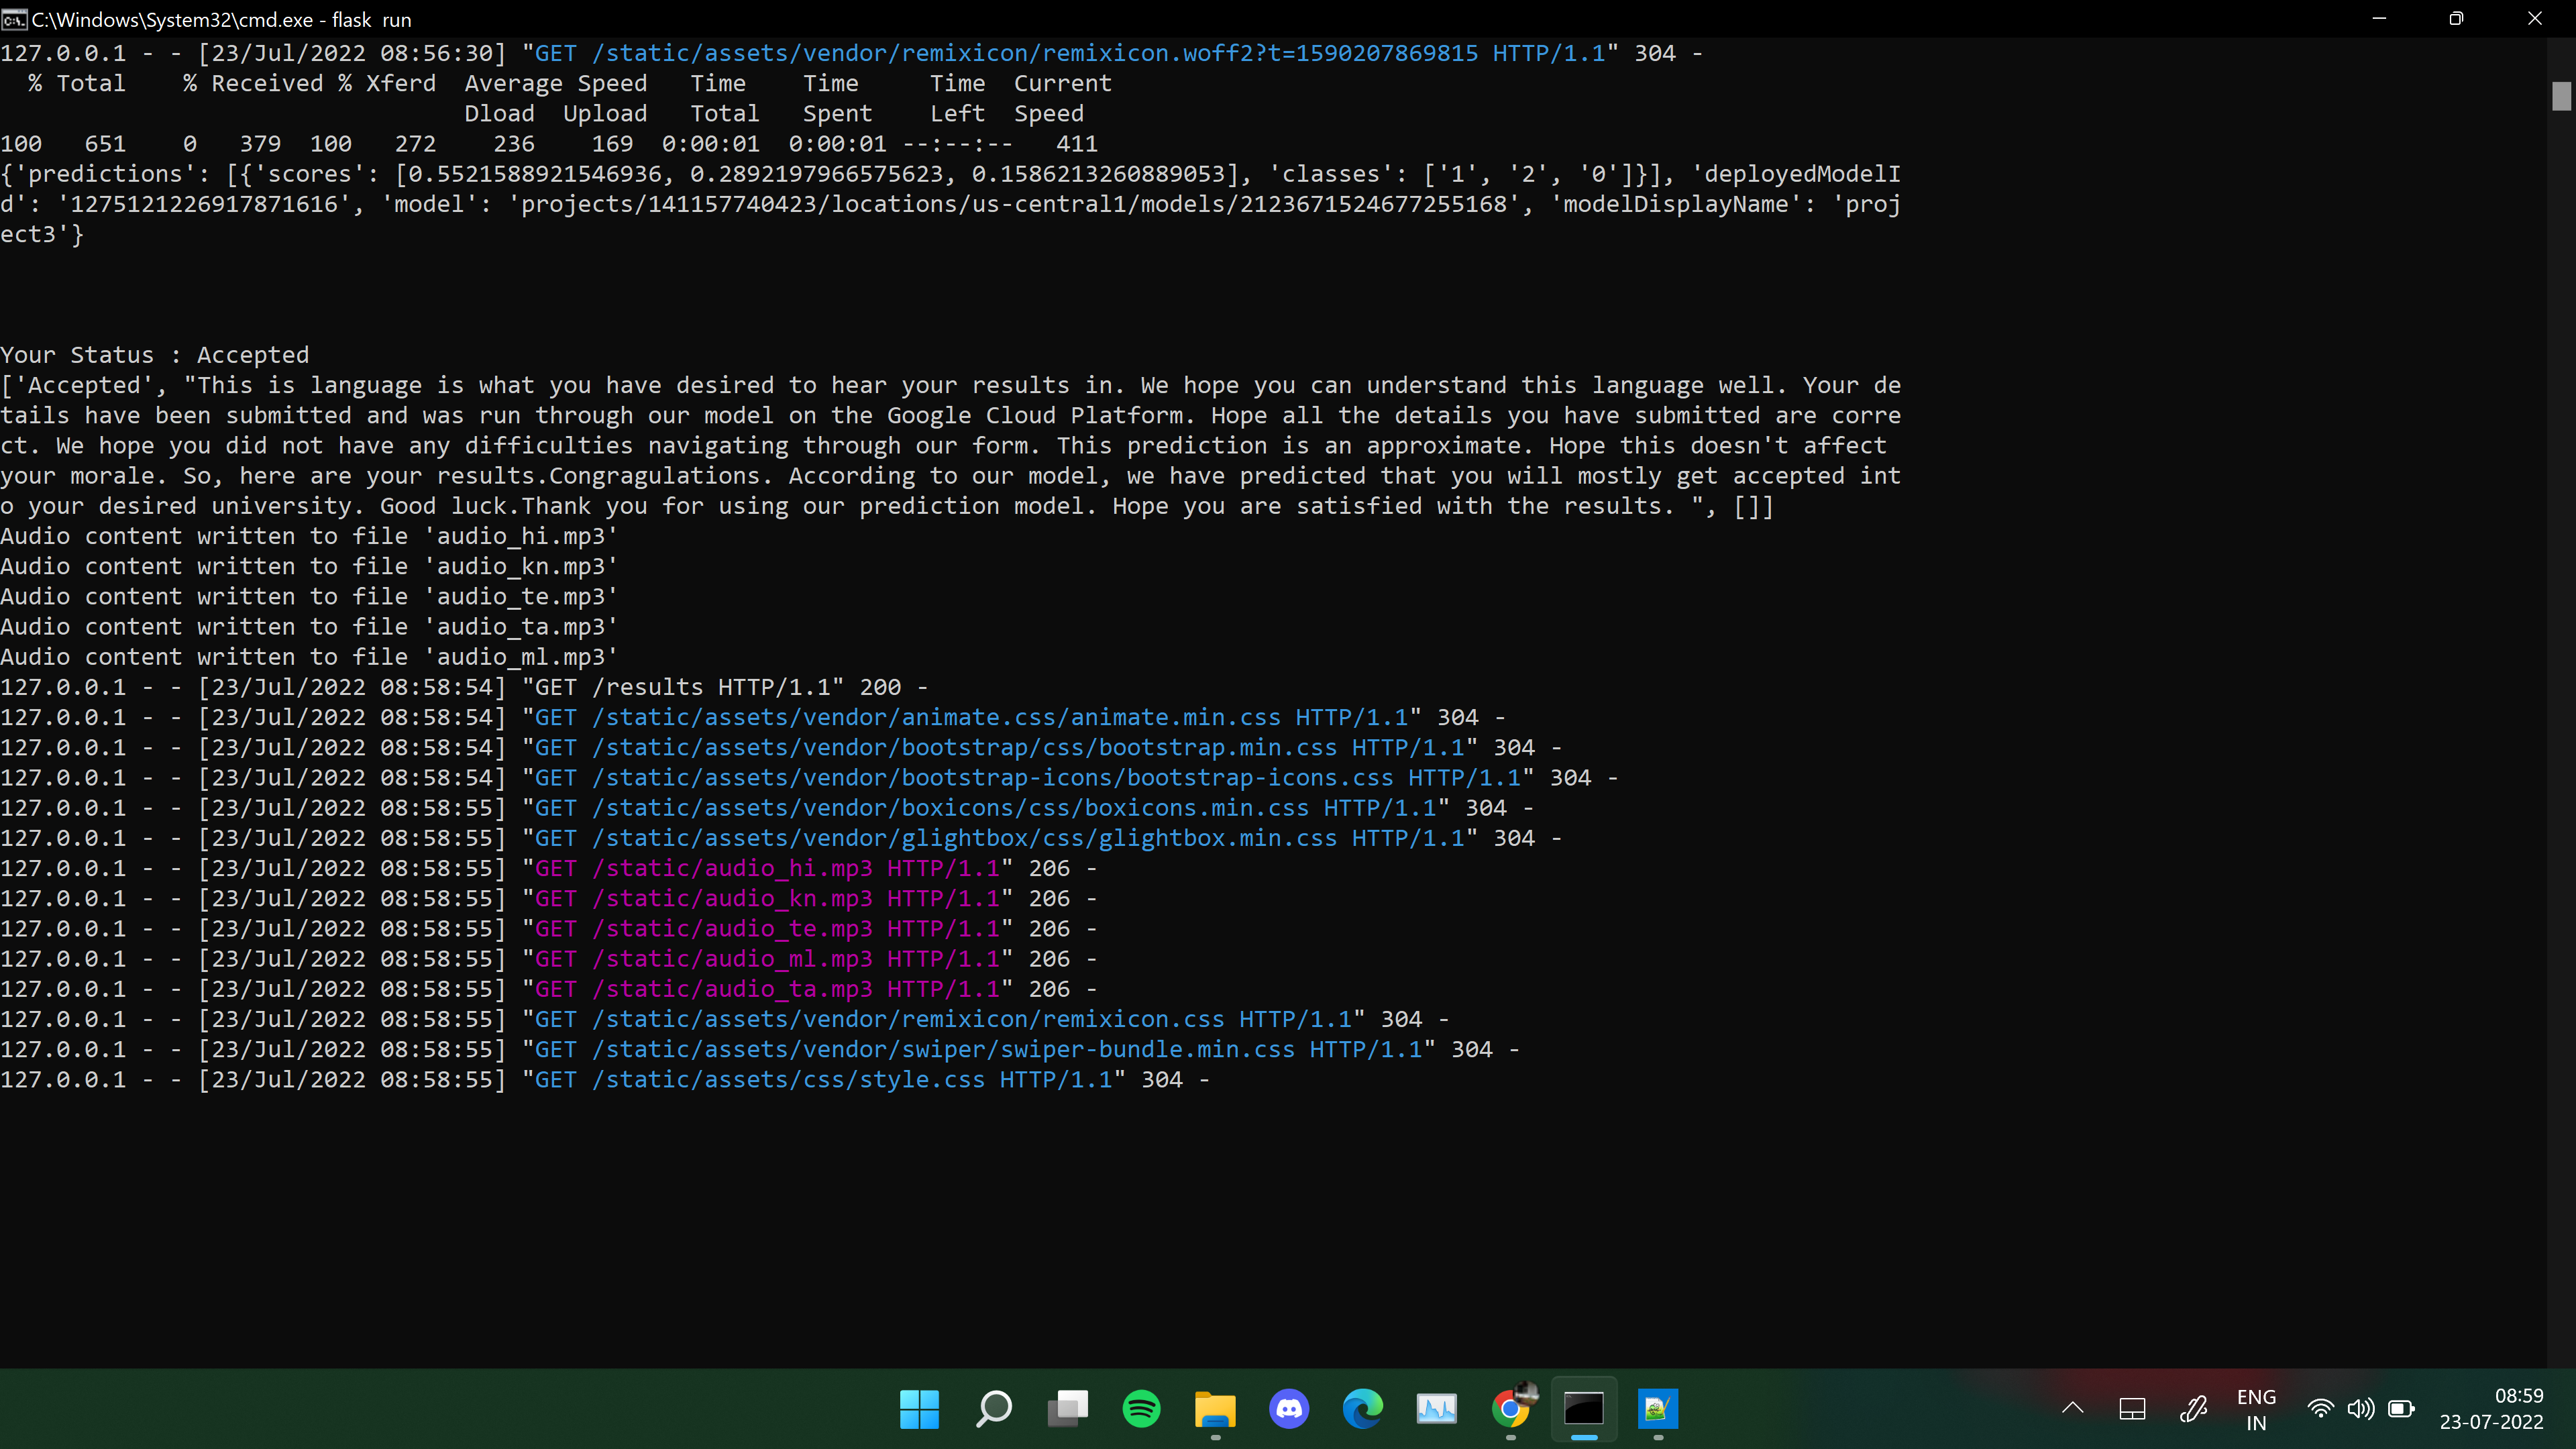 C:\Windows\System32\cmd.exe - flask  run
127.0.0.1 - - [23/Jul/2022 08:56:30] "GET /static/assets/vendor/remixicon/remixicon.woff2?t=1590207869815 HTTP/1.1" 304 -
  % Total    % Received % Xferd  Average Speed   Time    Time     Time  Current
                                 Dload  Upload   Total   Spent    Left  Speed
100   651    0   379  100   272    236    169  0:00:01  0:00:01 --:--:--   411
{'predictions': [{'scores': [0.5521588921546936, 0.2892197966575623, 0.1586213260889053], 'classes': ['1', '2', '0']}], 'deployedModelI
d': '1275121226917871616', 'model': 'projects/141157740423/locations/us-central1/models/2123671524677255168', 'modelDisplayName': 'proj
ect3'}
Your Status : Accepted
['Accepted', "This is language is what you have desired to hear your results in. We hope you can understand this language well. Your de
tails have been submitted and was run through our model on the Google Cloud Platform. Hope all the details you have submitted are corre
ct. We hope you did not have any difficulties navigating through our form. This prediction is an approximate. Hope this doesn't affect
your morale. So, here are your results.Congragulations. According to our model, we have predicted that you will mostly get accepted int
o your desired university. Good luck.Thank you for using our prediction model. Hope you are satisfied with the results. ", []]
Audio content written to file 'audio_hi.mp3'
Audio content written to file 'audio_kn.mp3'
Audio content written to file 'audio_te.mp3'
Audio content written to file 'audio_ta.mp3'
Audio content written to file 'audio_ml.mp3'
127.0.0.1 - - [23/Jul/2022 08:58:54] "GET /results HTTP/1.1" 200 -
127.0.0.1 - - [23/Jul/2022 08:58:54] "GET /static/assets/vendor/animate.css/animate.min.css HTTP/1.1" 304 -
127.0.0.1 - - [23/Jul/2022 08:58:54] "GET /static/assets/vendor/bootstrap/css/bootstrap.min.css HTTP/1.1" 304 -
127.0.0.1 - - [23/Jul/2022 08:58:54] "GET /static/assets/vendor/bootstrap-icons/bootstrap-icons.css HTTP/1.1" 304 -
127.0.0.1 - - [23/Jul/2022 08:58:55] "GET /static/assets/vendor/boxicons/css/boxicons.min.css HTTP/1.1" 304 -
127.0.0.1 - - [23/Jul/2022 08:58:55] "GET /static/assets/vendor/glightbox/css/glightbox.min.css HTTP/1.1" 304 -
127.0.0.1 - - [23/Jul/2022 08:58:55] "GET /static/audio_hi.mp3 HTTP/1.1" 206 -
127.0.0.1 - - [23/Jul/2022 08:58:55] "GET /static/audio_kn.mp3 HTTP/1.1" 206 -
127.0.0.1 - - [23/Jul/2022 08:58:55] "GET /static/audio_te.mp3 HTTP/1.1" 206 -
127.0.0.1 - - [23/Jul/2022 08:58:55] "GET /static/audio_ml.mp3 HTTP/1.1" 206 -
127.0.0.1 - - [23/Jul/2022 08:58:55] "GET /static/audio_ta.mp3 HTTP/1.1" 206 -
127.0.0.1 - - [23/Jul/2022 08:58:55] "GET /static/assets/vendor/remixicon/remixicon.css HTTP/1.1" 304 -
127.0.0.1 - - [23/Jul/2022 08:58:55] "GET /static/assets/vendor/swiper/swiper-bundle.min.css HTTP/1.1" 304 -
127.0.0.1 - - [23/Jul/2022 08:58:55] "GET /static/assets/css/style.css HTTP/1.1" 304 -
ENG
IN
08:59
23-07-2022